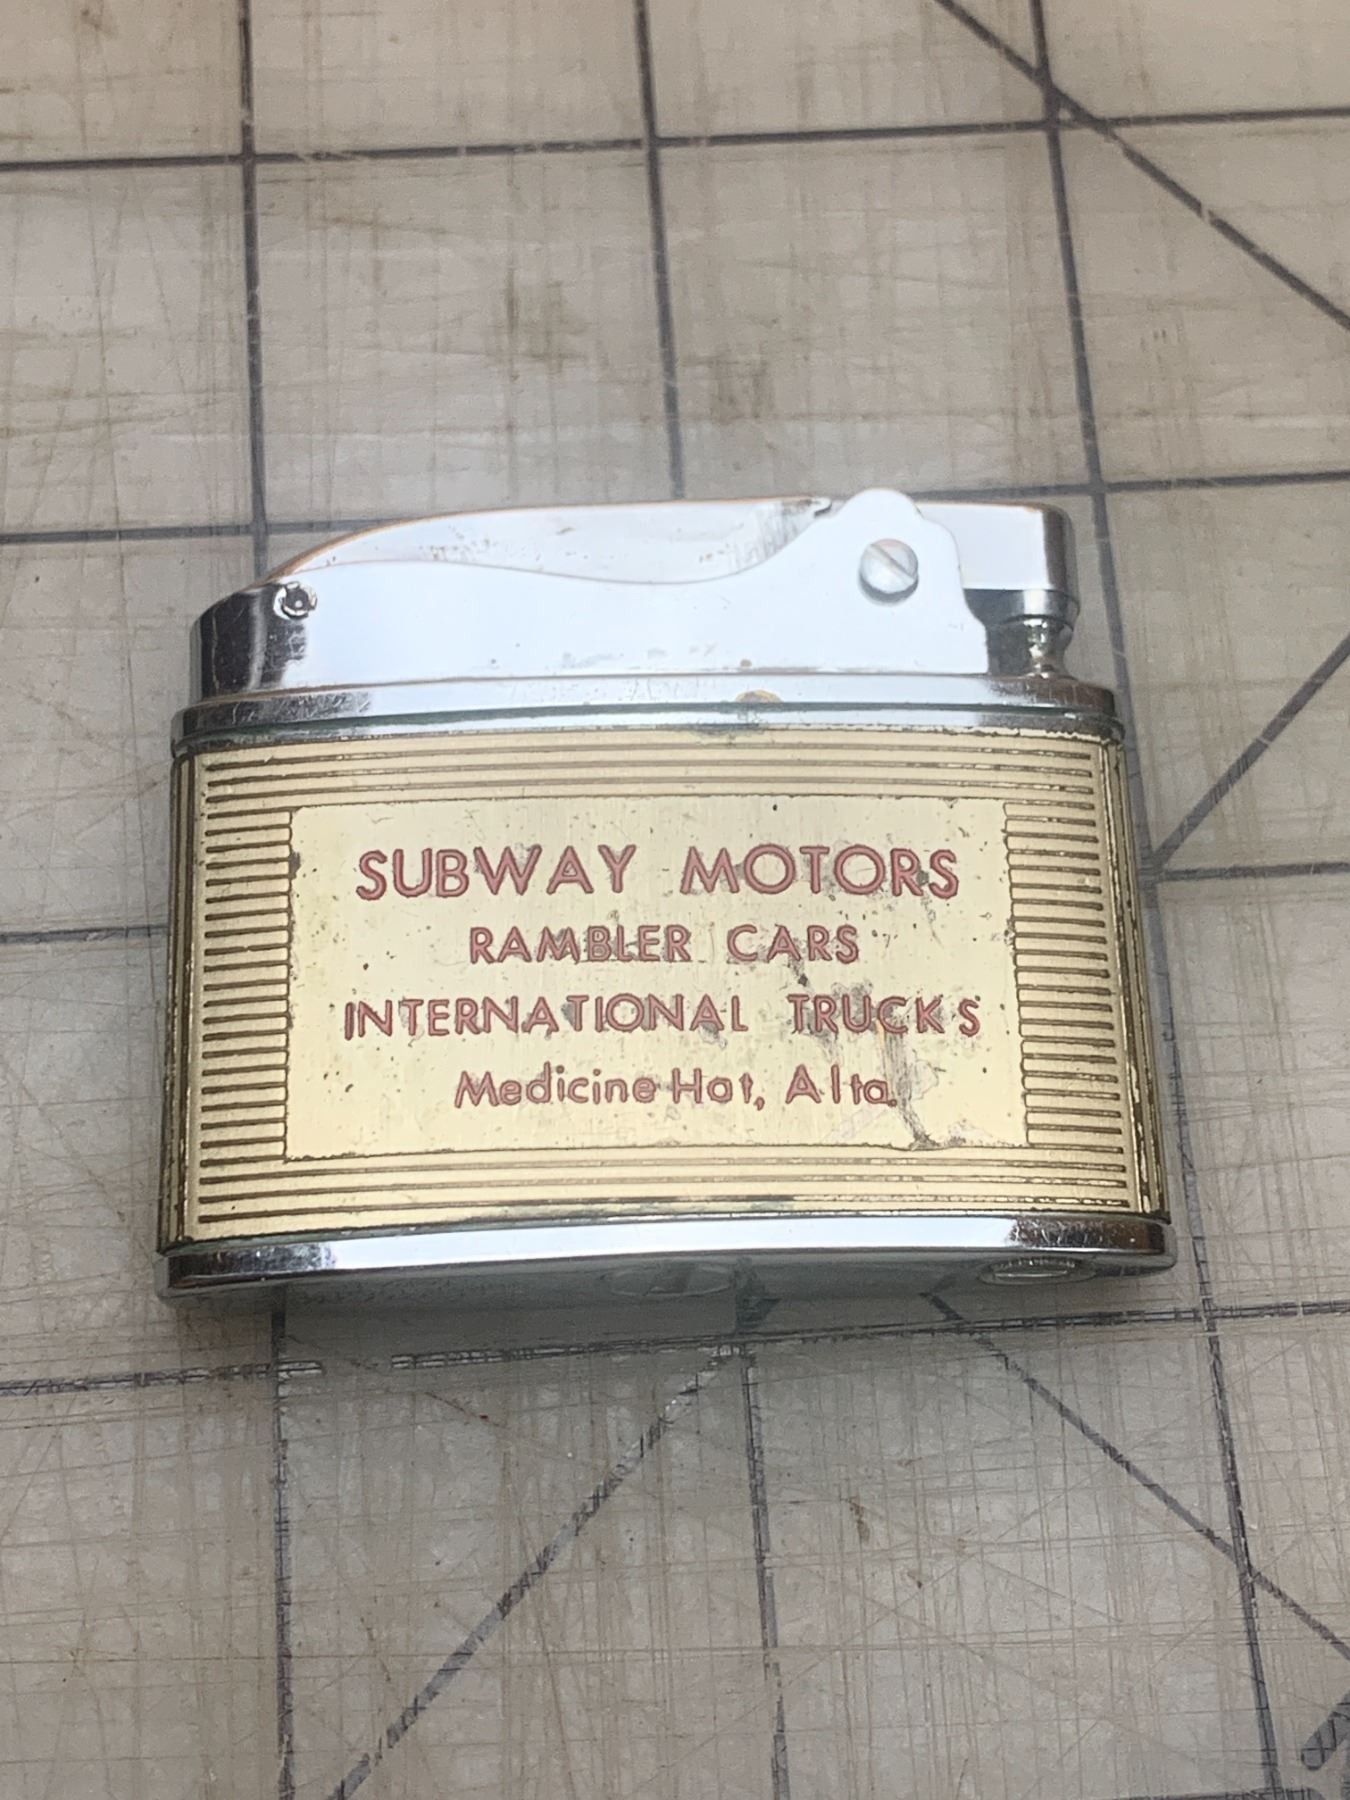 SUBWAY MOTORS
RAMBLER CARS
INTERNATIONAL TRUCKS
Medicine Hat, Alta.